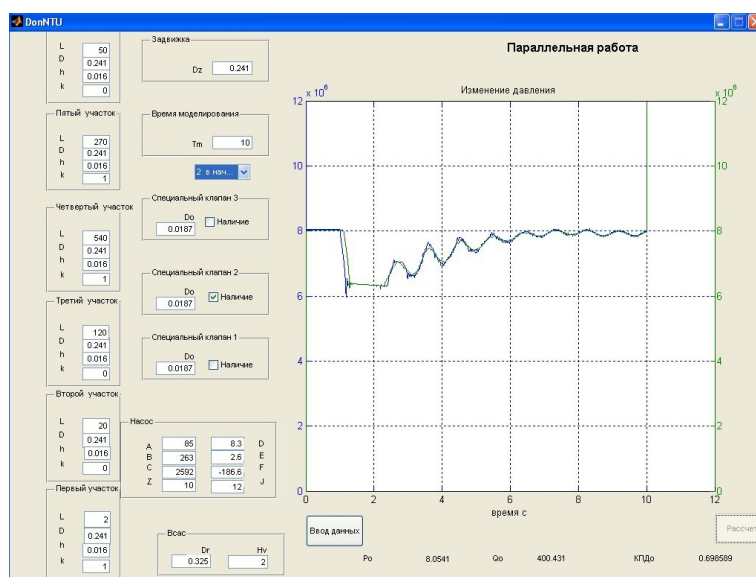 DonNTU
L 50
D 0.241
h 0.016
k 0
Пятый участок
L 270
D 0.241
h 0.016
k 1
Четвертый участок
L 540
D 0.241
h 0.016
k 1
Третий участок
L 120
D 0.241
h 0.016
k 0
Второй участок
L 20
D 0.241
h 0.016
k 0
Первый участок
L 2
D 0.241
h 0.016
k 1
Задвижка
Dz 0.241
Время моделирования
Tm 10
2 в нач...
Специальный клапан 3
Do
0.0187 Наличие
Специальный клапан 2
Do
0.0187 Наличие
Специальный клапан 1
Do
0.0187 Наличие
Насос
A 85 8.3 D
B 263 2.6 E
C 2592 -186.6 F
Z 10 12 J
Всас
Dr Hv
0.325 2
Параллельная работа
Изменение давления
x 10⁶ x 10⁶
12 12
10 10
8 8
6 6
4 4
2 2
0 0
0 2 4 6 8 10 12
время с
Ввод данных
Рассчет
Po 8.0541 Qo 400.431 КПДо 0.698589